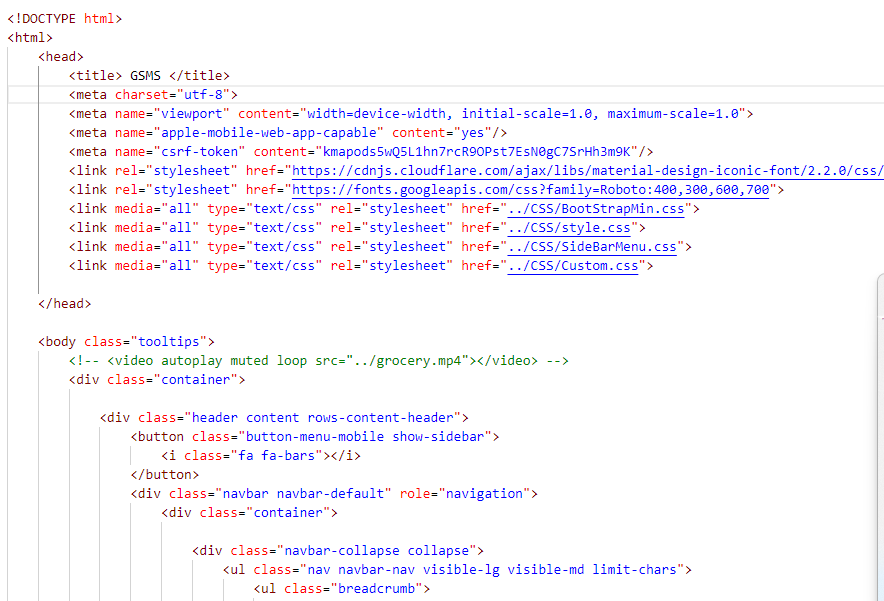 <!DOCTYPE html>
<html>
<head>
<title> GSMS </title>
<meta charset="utf-8">
<meta name="viewport" content="width=device-width, initial-scale=1.0, maximum-scale=1.0">
<meta name="apple-mobile-web-app-capable" content="yes"/>
<meta name="csrf-token" content="kmapods5wQ5L1hn7rcR9OPst7EsN0gC7SrHh3m9K"/>
<link rel="stylesheet" href="https://cdnjs.cloudflare.com/ajax/libs/material-design-iconic-font/2.2.0/css/
<link rel="stylesheet" href="https://fonts.googleapis.com/css?family=Roboto:400,300,600,700">
<link media="all" type="text/css" rel="stylesheet" href="../CSS/BootStrapMin.css">
<link media="all" type="text/css" rel="stylesheet" href="../CSS/style.css">
<link media="all" type="text/css" rel="stylesheet" href="../CSS/SideBarMenu.css">
<link media="all" type="text/css" rel="stylesheet" href="../CSS/Custom.css">
</head>
<body class="tooltips">
<!-- <video autoplay muted loop src="../grocery.mp4"></video> -->
<div class="container">
<div class="header content rows-content-header">
<button class="button-menu-mobile show-sidebar">
<i class="fa fa-bars"></i>
</button>
<div class="navbar navbar-default" role="navigation">
<div class="container">
<div class="navbar-collapse collapse">
<ul class="nav navbar-nav visible-lg visible-md limit-chars">
<ul class="breadcrumb">